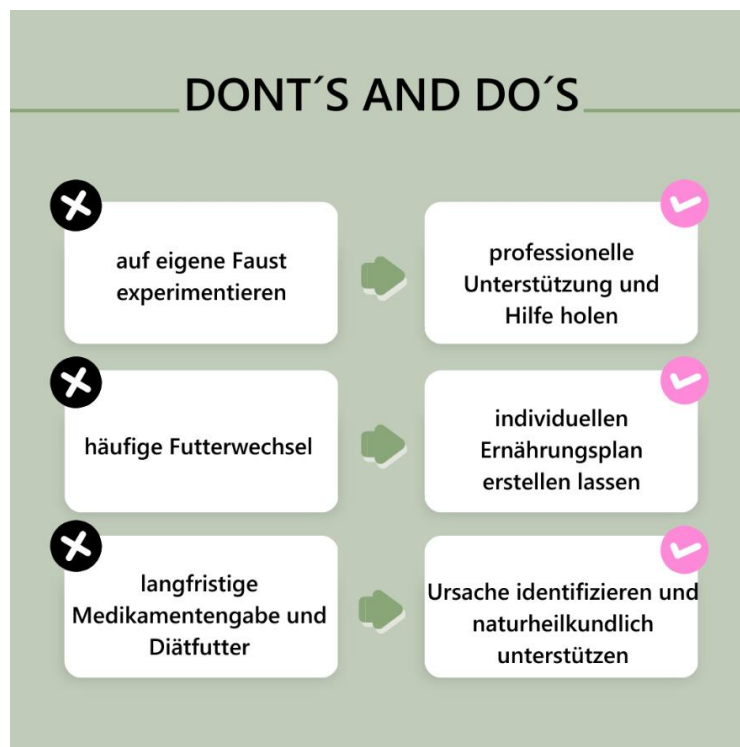 DONT´S AND DO´S
auf eigene Faust
experimentieren
professionelle
Unterstützung und
Hilfe holen
häufige Futterwechsel
individuellen
Ernährungsplan
erstellen lassen
langfristige
Medikamentengabe und
Diätfutter
Ursache identifizieren und
naturheilkundlich
unterstützen